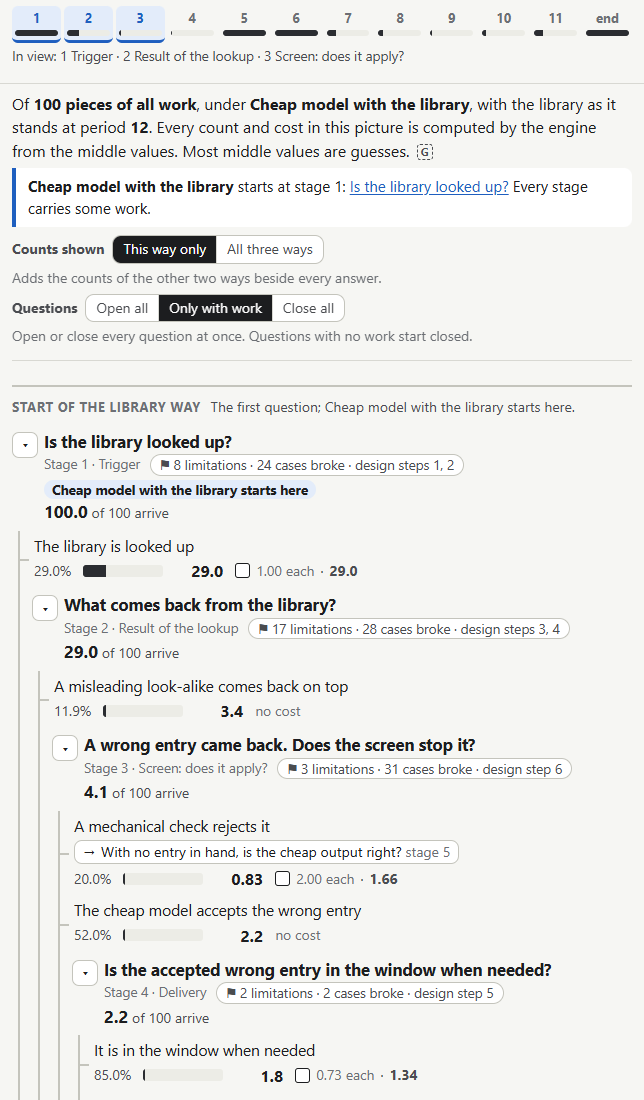 1 2 3 4 5 6 7 8 9 10 11 end
In view: 1 Trigger · 2 Result of the lookup · 3 Screen: does it apply?
Of 100 pieces of all work, under Cheap model with the library, with the library as it
stands at period 12. Every count and cost in this picture is computed by the engine
from the middle values. Most middle values are guesses. G
Cheap model with the library starts at stage 1: Is the library looked up? Every stage
carries some work.
Counts shown This way only All three ways
Adds the counts of the other two ways beside every answer.
Questions Open all Only with work Close all
Open or close every question at once. Questions with no work start closed.
START OF THE LIBRARY WAY The first question; Cheap model with the library starts here.
Is the library looked up?
Stage 1 · Trigger ⚑ 8 limitations · 24 cases broke · design steps 1, 2
Cheap model with the library starts here
100.0 of 100 arrive
The library is looked up
29.0% 29.0 1.00 each · 29.0
What comes back from the library?
Stage 2 · Result of the lookup ⚑ 17 limitations · 28 cases broke · design steps 3, 4
29.0 of 100 arrive
A misleading look-alike comes back on top
11.9% 3.4 no cost
A wrong entry came back. Does the screen stop it?
Stage 3 · Screen: does it apply? ⚑ 3 limitations · 31 cases broke · design step 6
4.1 of 100 arrive
A mechanical check rejects it
→ With no entry in hand, is the cheap output right? stage 5
20.0% 0.83 2.00 each · 1.66
The cheap model accepts the wrong entry
52.0% 2.2 no cost
Is the accepted wrong entry in the window when needed?
Stage 4 · Delivery ⚑ 2 limitations · 2 cases broke · design step 5
2.2 of 100 arrive
It is in the window when needed
85.0% 1.8 0.73 each · 1.34